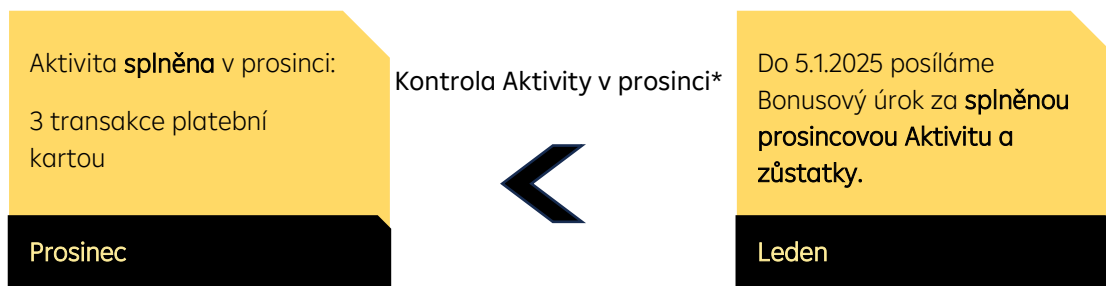 Aktivita splněna v prosinci:
3 transakce platební
kartou
Prosinec
Kontrola Aktivity v prosinci*
Do 5.1.2025 posíláme
Bonusový úrok za splněnou
prosincovou Aktivitu a
zůstatky.
Leden